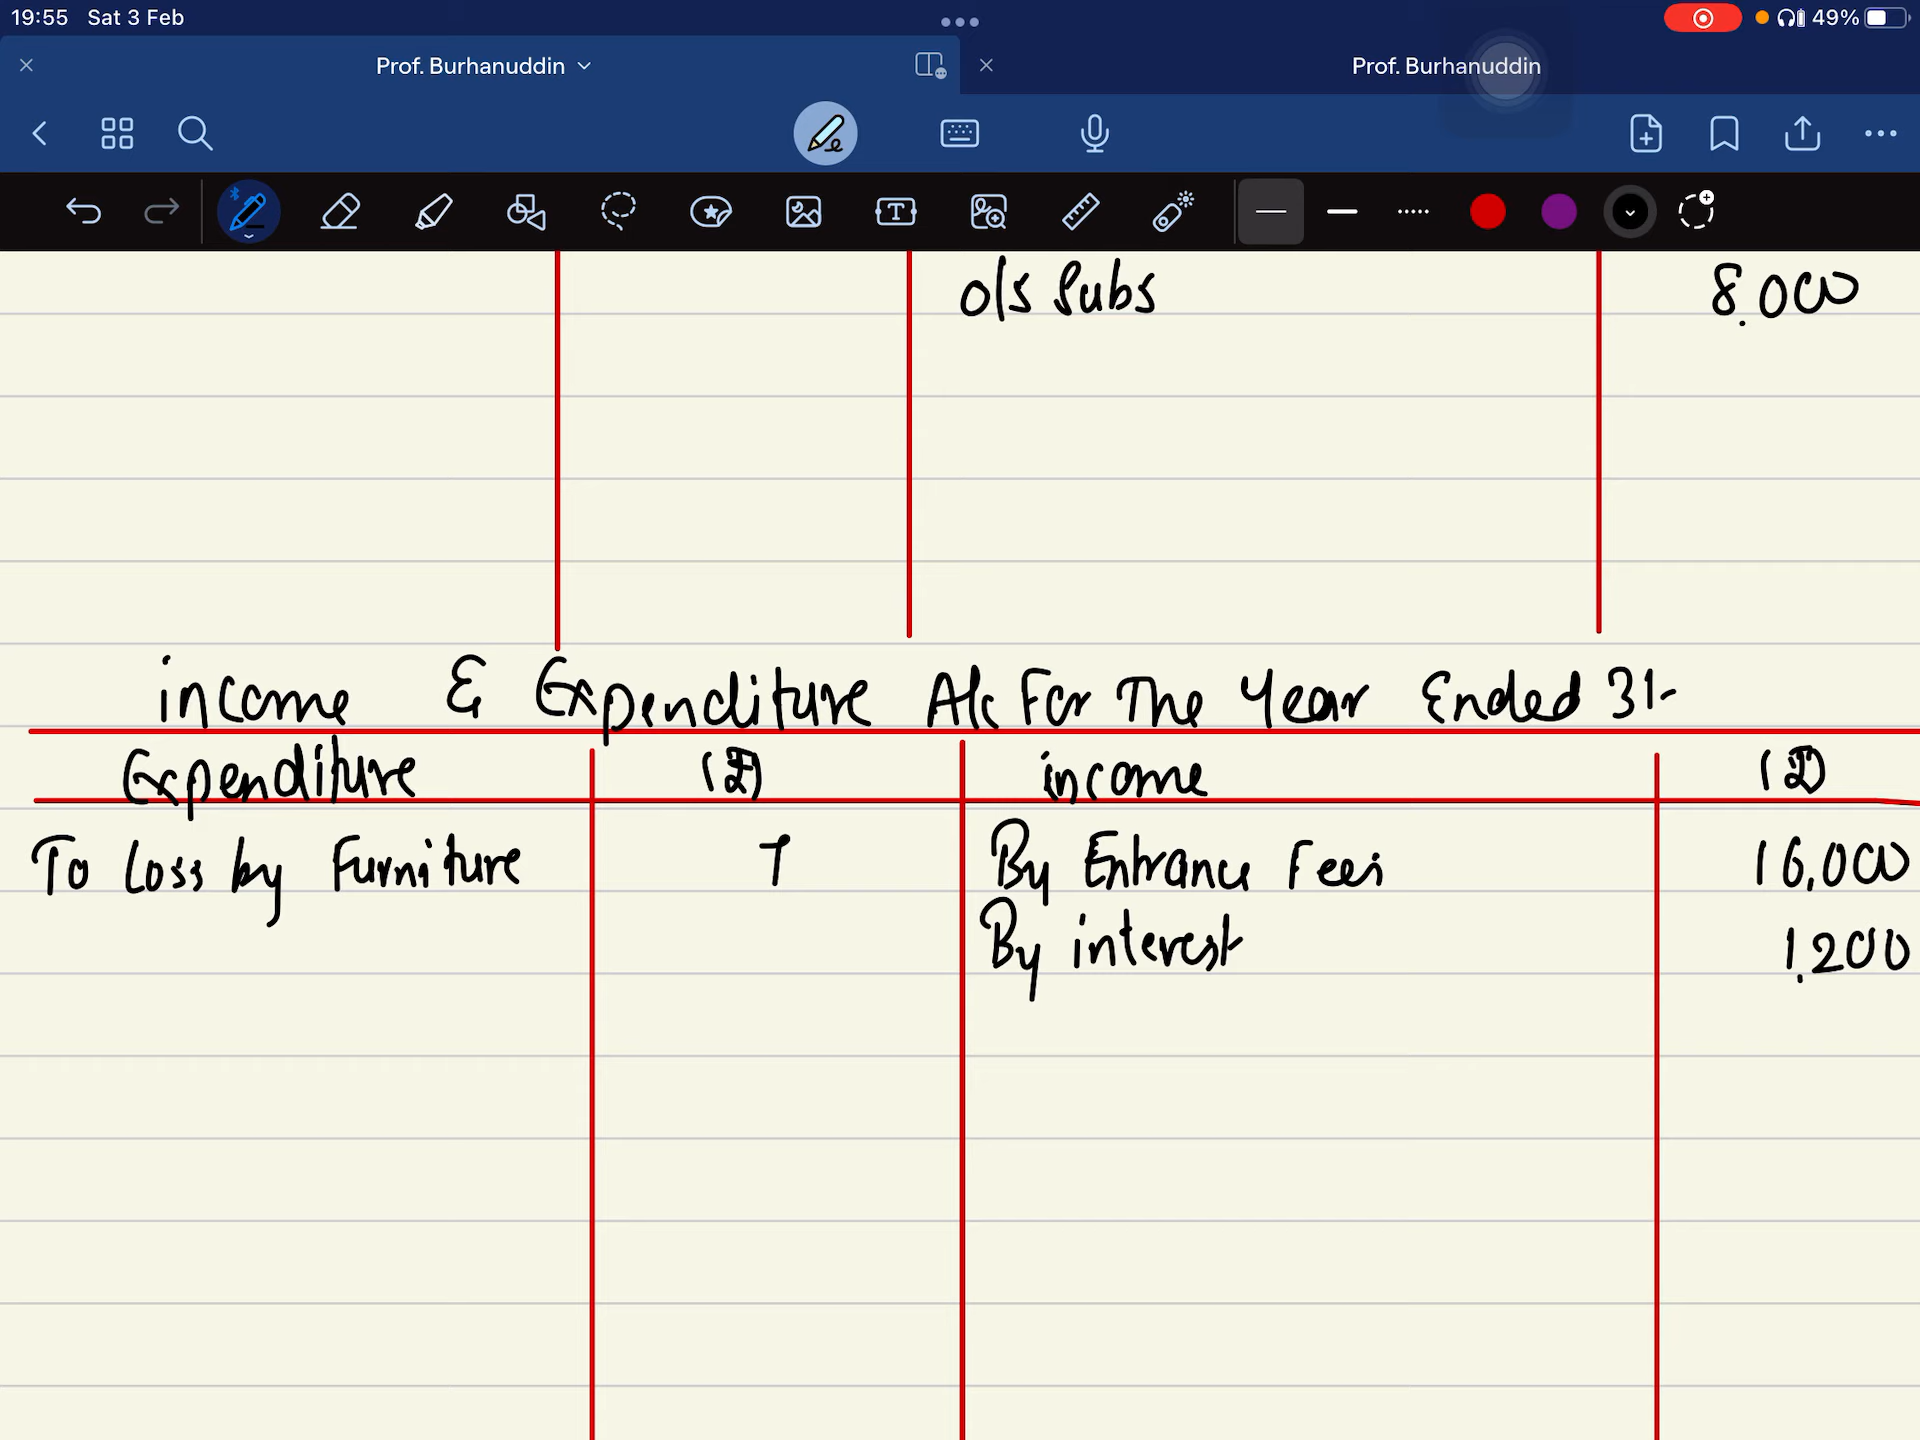 19:55 Sat 3 Feb 49%
Prof. Burhanuddin Prof. Burhanuddin
o/s Subs 8,000
income & Expenditure A/c For The Year Ended 31-
Expenditure (₹) income (₹)
To Loss by Furniture 7 By Entrance Fees 16,000
By interest 1,200